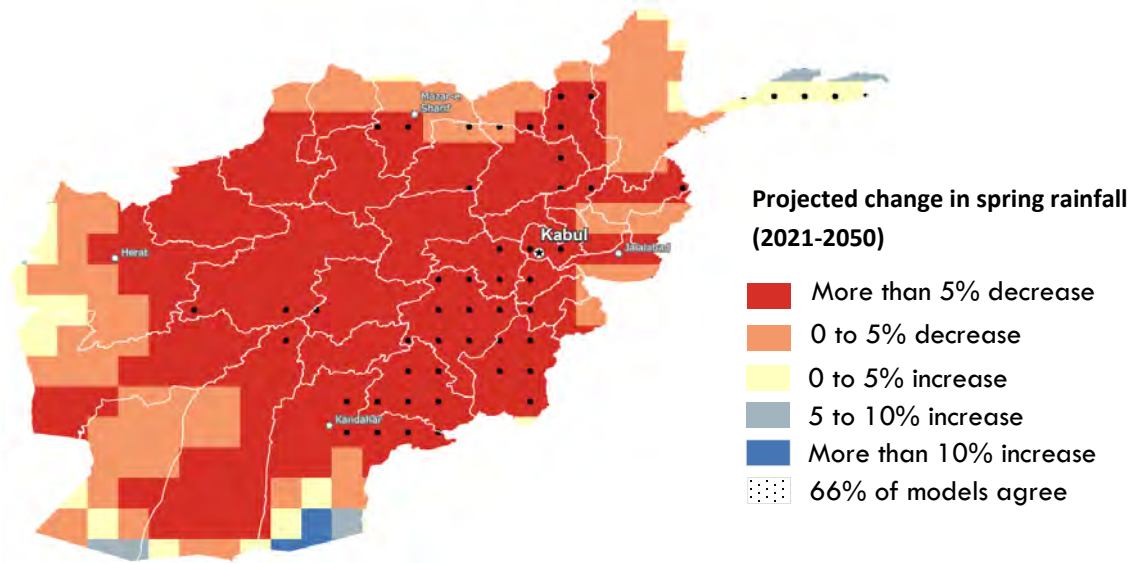 Mazar-e
Sharif
Kabul
Jalalabad
Herat
Kandahar
Projected change in spring rainfall
(2021-2050)
More than 5% decrease
0 to 5% decrease
0 to 5% increase
5 to 10% increase
More than 10% increase
66% of models agree